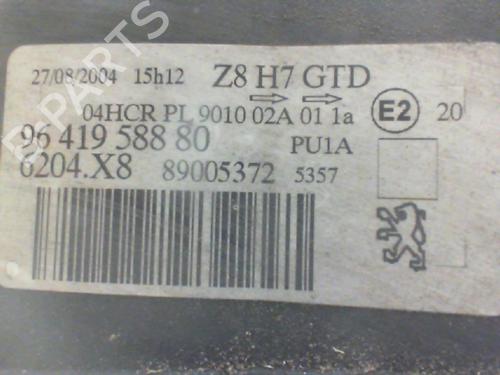 27/08/2004 15h12 Z8 H7 GTD
04HCR PL 9010 02A 01 1a E2 20
96 419 588 80 PU1A
6204.X8 89005372 5357
B-PARTS